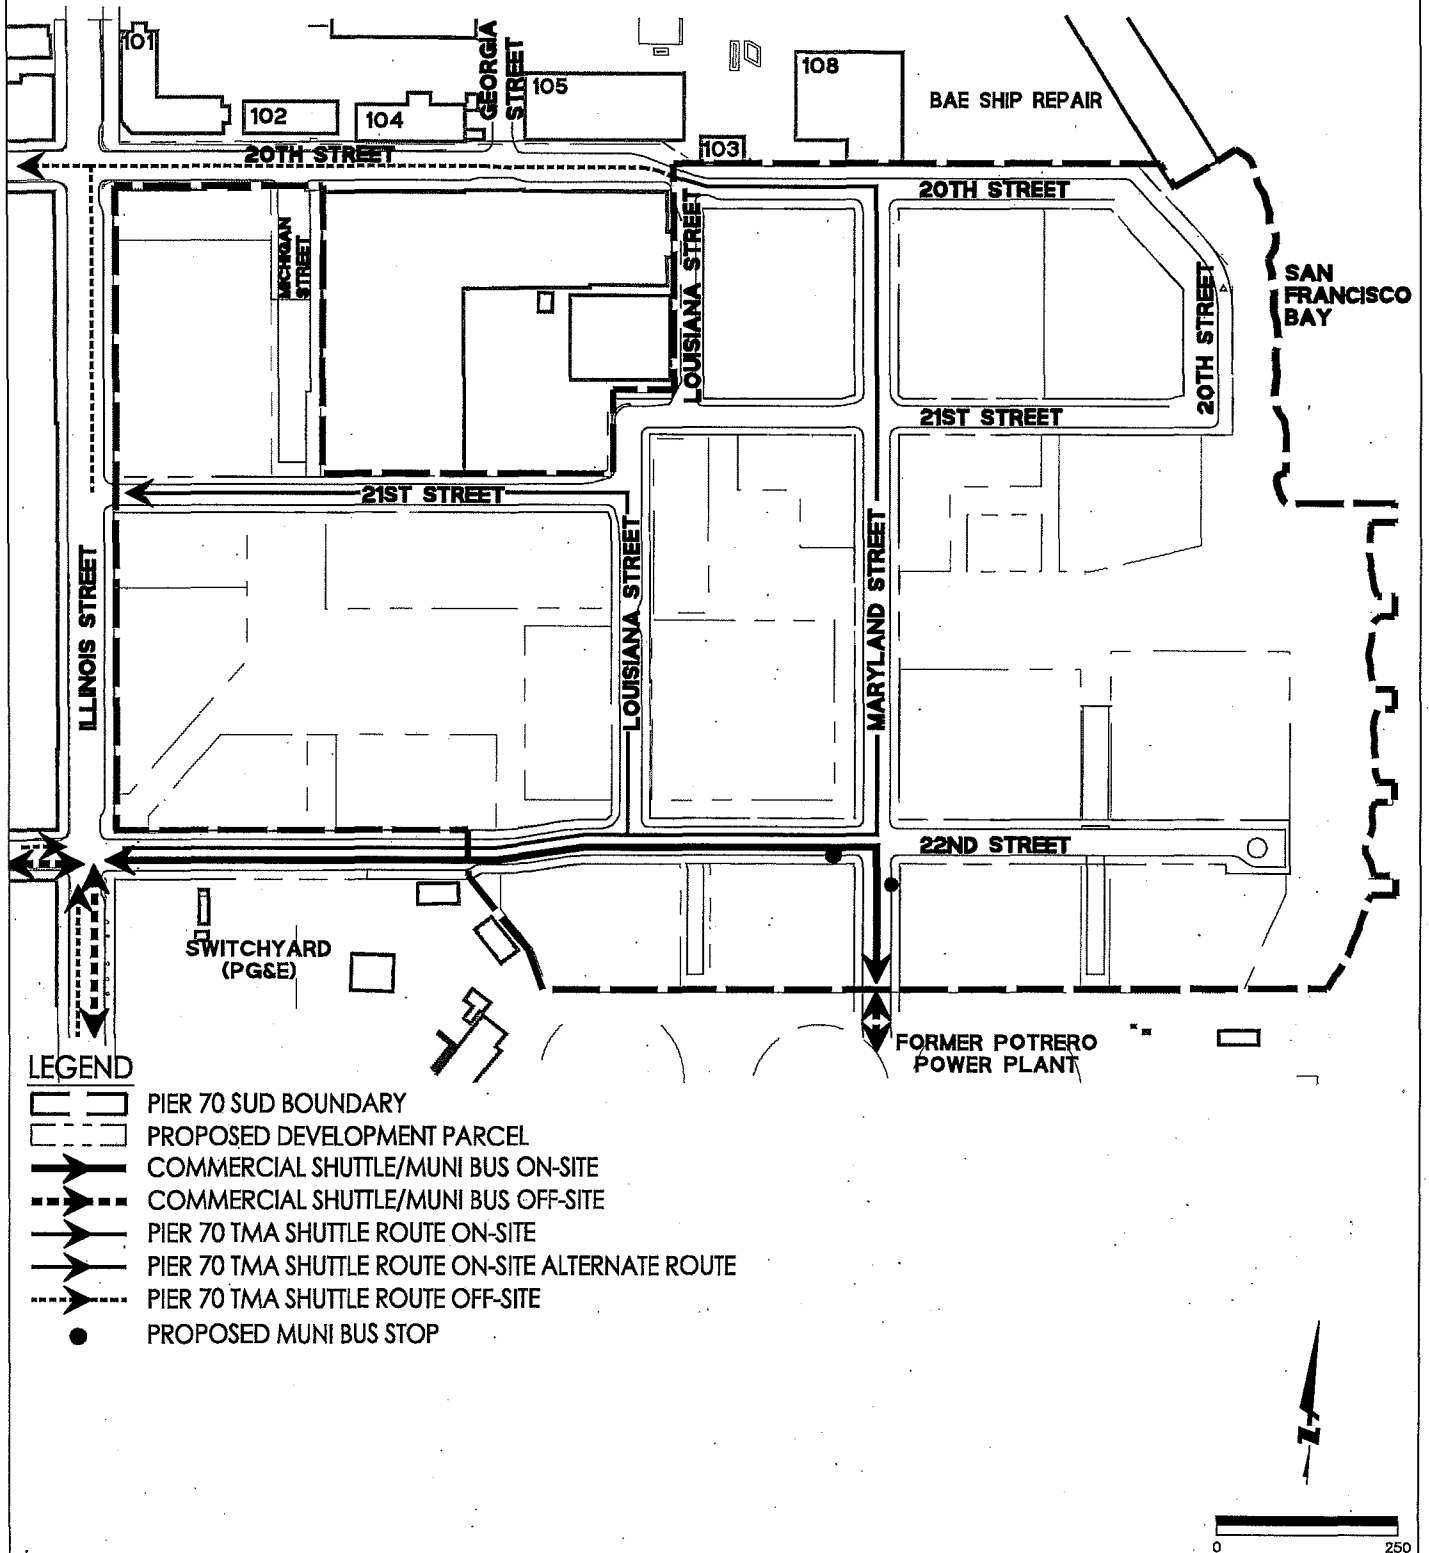 101
102
104
GEORGIA
STREET
105
108
BAE SHIP REPAIR
103
20TH STREET
20TH STREET
MICHIGAN
STREET
LOUISIANA STREET
20TH STREET
SAN
FRANCISCO
BAY
21ST STREET
21ST STREET
ILLINOIS STREET
LOUISIANA STREET
MARYLAND STREET
22ND STREET
SWITCHYARD
(PG&E)
FORMER POTRERO
POWER PLANT
LEGEND
PIER 70 SUD BOUNDARY
PROPOSED DEVELOPMENT PARCEL
COMMERCIAL SHUTTLE/MUNI BUS ON-SITE
COMMERCIAL SHUTTLE/MUNI BUS OFF-SITE
PIER 70 TMA SHUTTLE ROUTE ON-SITE
PIER 70 TMA SHUTTLE ROUTE ON-SITE ALTERNATE ROUTE
PIER 70 TMA SHUTTLE ROUTE OFF-SITE
PROPOSED MUNI BUS STOP
N
0 250